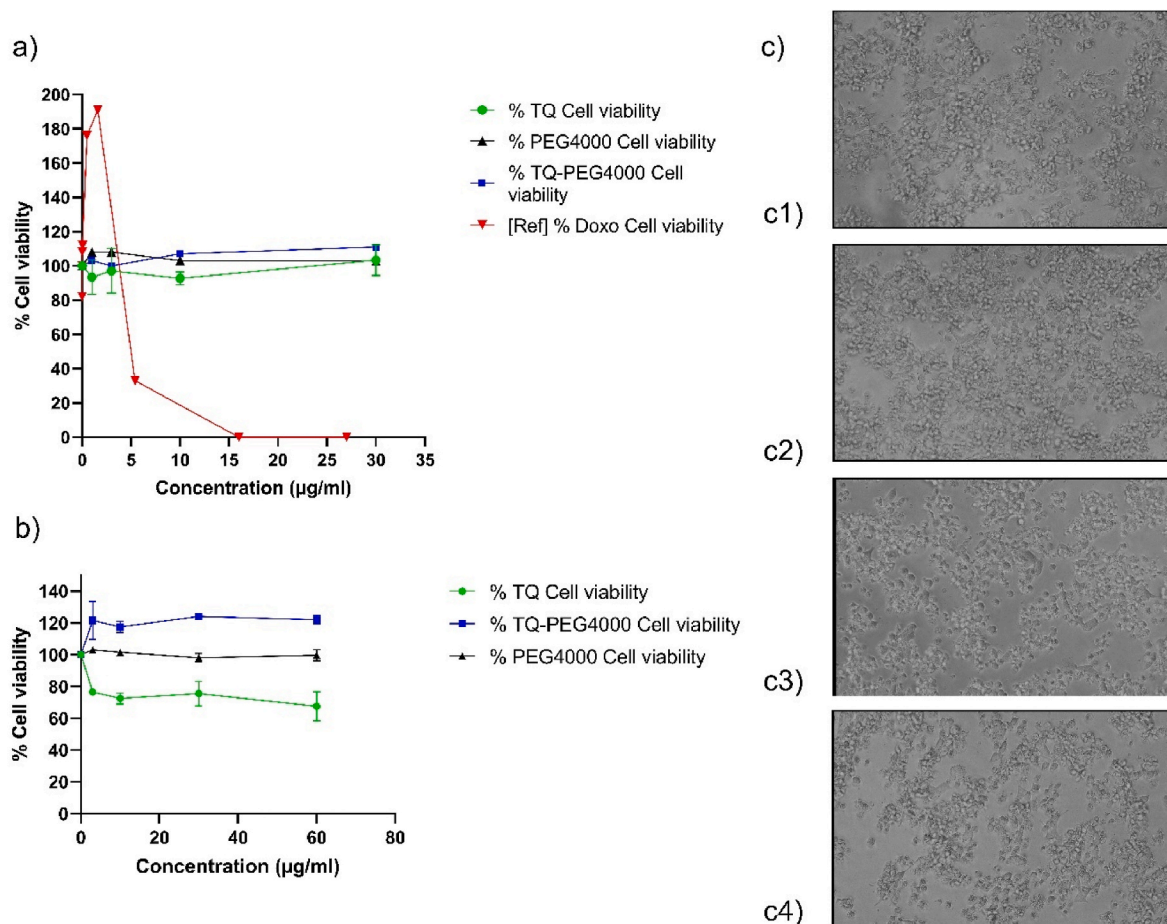 a)
200
180
160
140
120
100
80
60
40
20
0
% Cell viability
0 5 10 15 20 25 30 35
Concentration (µg/ml)
% TQ Cell viability
% PEG4000 Cell viability
% TQ-PEG4000 Cell
viability
[Ref] % Doxo Cell viability
b)
140
120
100
80
60
40
20
0
% Cell viability
0 20 40 60 80
Concentration (µg/ml)
% TQ Cell viability
% TQ-PEG4000 Cell viability
% PEG4000 Cell viability
c)
c1)
c2)
c3)
c4)